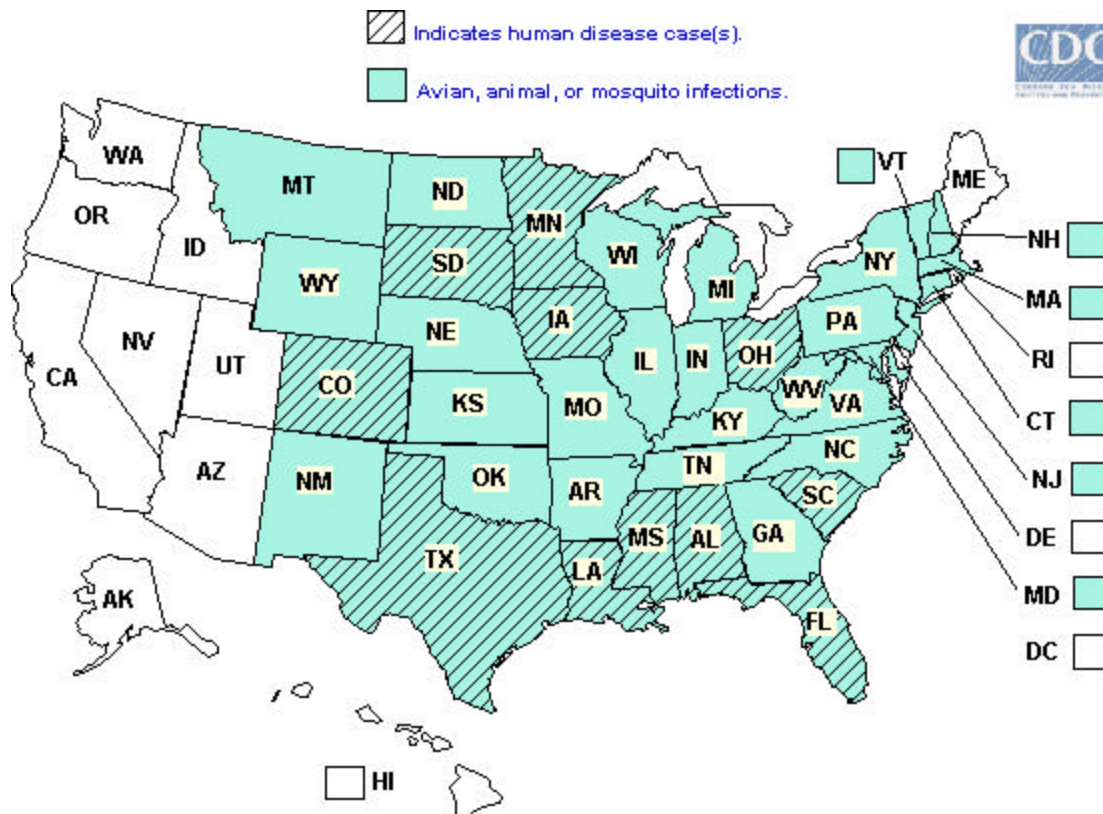 Indicates human disease case(s).
CDC
Avian, animal, or mosquito infections.
WA
MT
ND
MN
VT
ME
OR
ID
SD
WI
NY
NH
WY
MI
MA
NV
NE
IA
PA
CA
UT
CO
IL
IN
OH
RI
KS
MO
WV
VA
KY
CT
AZ
NM
OK
AR
TN
NC
NJ
SC
TX
MS
AL
GA
DE
LA
AK
FL
MD
DC
HI